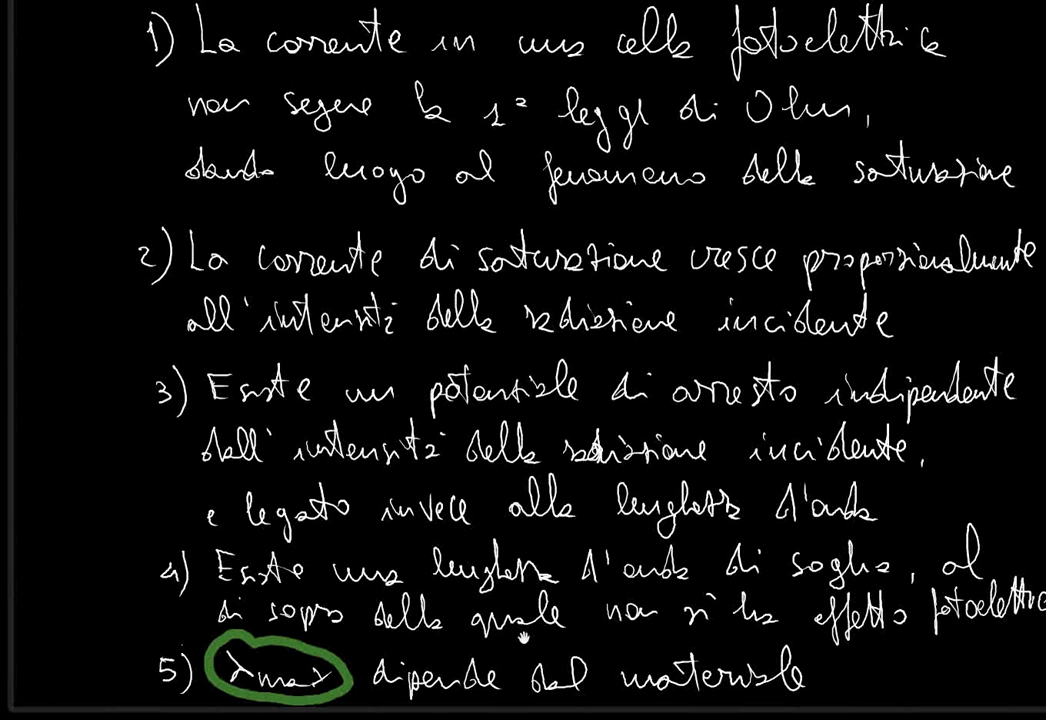 1) La corrente in una cella fotoelettrica
non segue la 1ª legge di Ohm,
dando luogo al fenomeno della saturazione
2) La corrente di saturazione cresce proporzionalmente
all'intensità della radiazione incidente
3) Esiste un potenziale di arresto indipendente
dall'intensità della radiazione incidente,
e legato invece alla lunghezza d'onda
4) Esiste una lunghezza d'onda di soglia, al
di sopra della quale non si ha effetto fotoelettrico
5) λmax dipende dal materiale